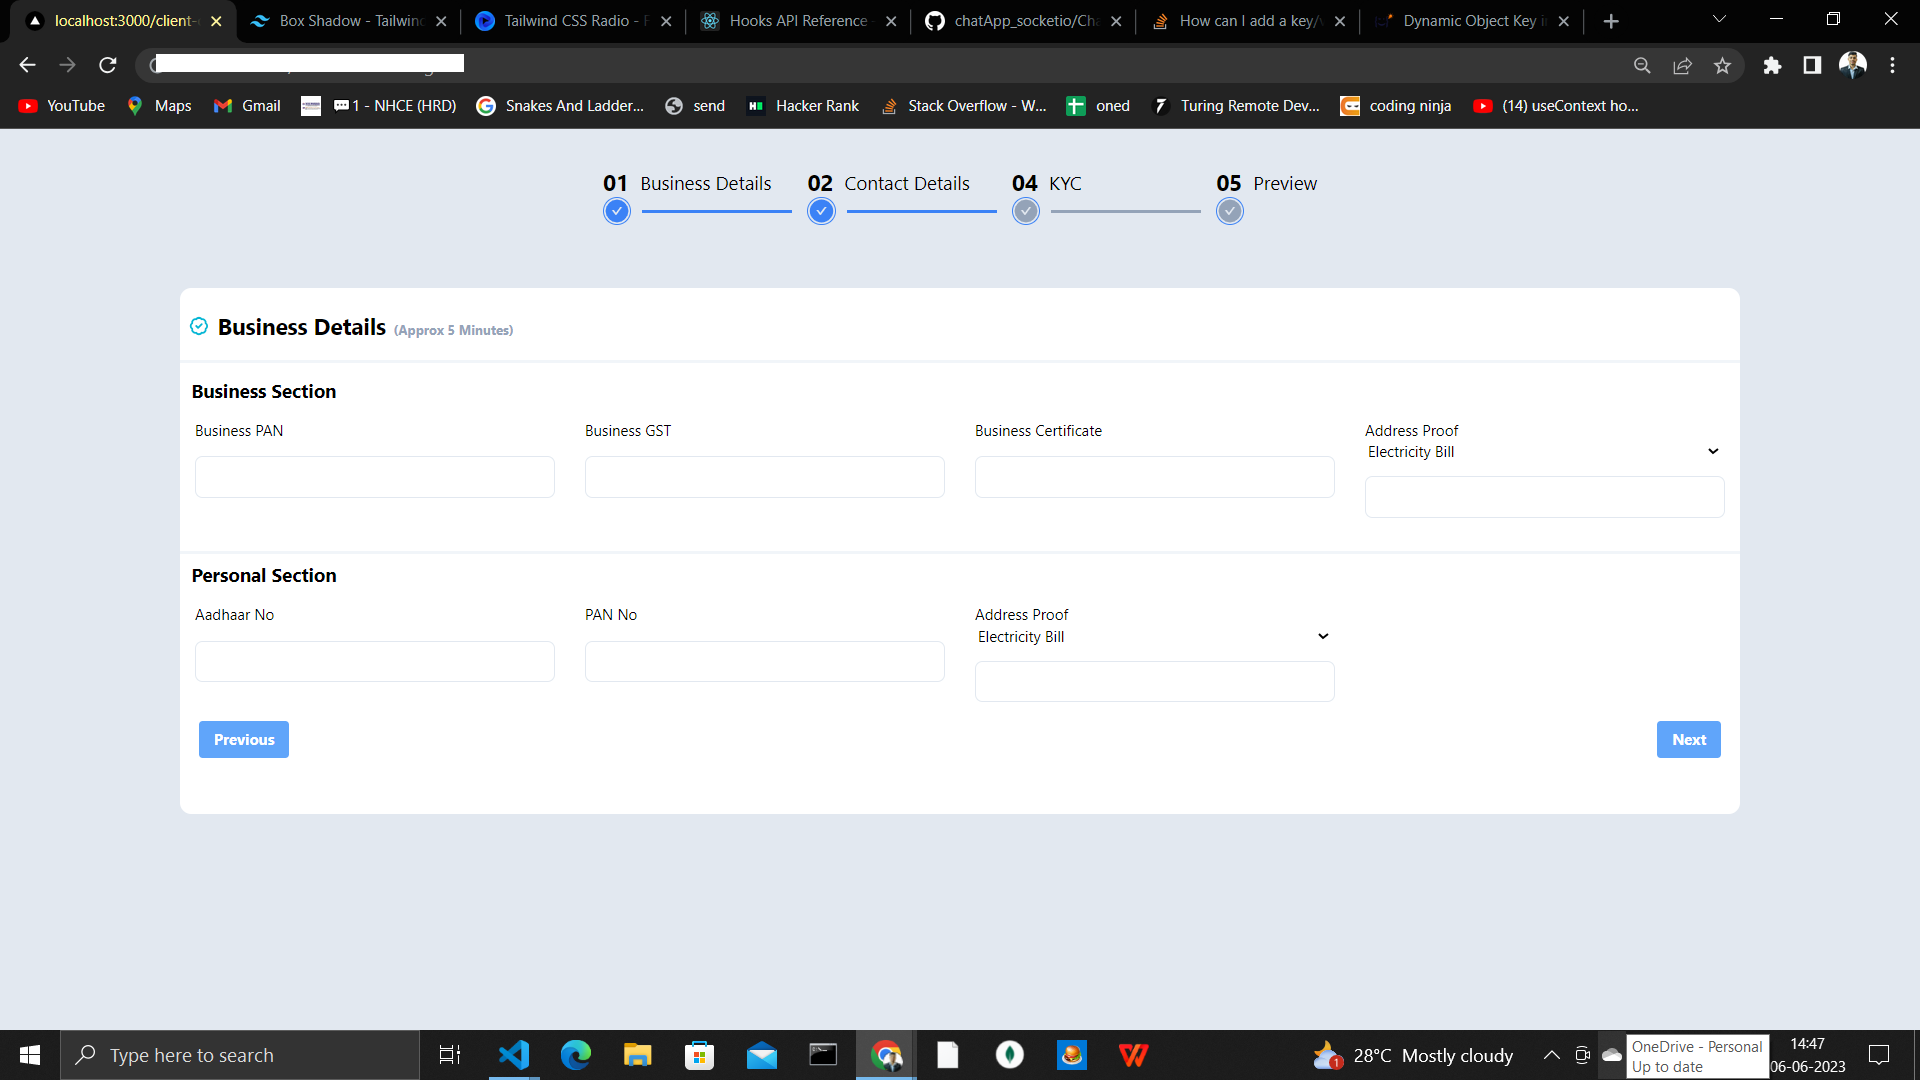 localhost:3000/client-
Box Shadow - Tailwin
Tailwind CSS Radio - F
Hooks API Reference
chatApp_socketio/Cha
How can I add a key/
Dynamic Object Key i
YouTube
Maps
Gmail
1 - NHCE (HRD)
Snakes And Ladder...
send
Hacker Rank
Stack Overflow - W...
oned
Turing Remote Dev...
coding ninja
(14) useContext ho...
01 Business Details
02 Contact Details
04 KYC
05 Preview
Business Details (Approx 5 Minutes)
Business Section
Business PAN
Business GST
Business Certificate
Address Proof
Electricity Bill
Personal Section
Aadhaar No
PAN No
Address Proof
Electricity Bill
Previous
Next
Type here to search
28°C Mostly cloudy
OneDrive - Personal
Up to date
14:47
06-06-2023